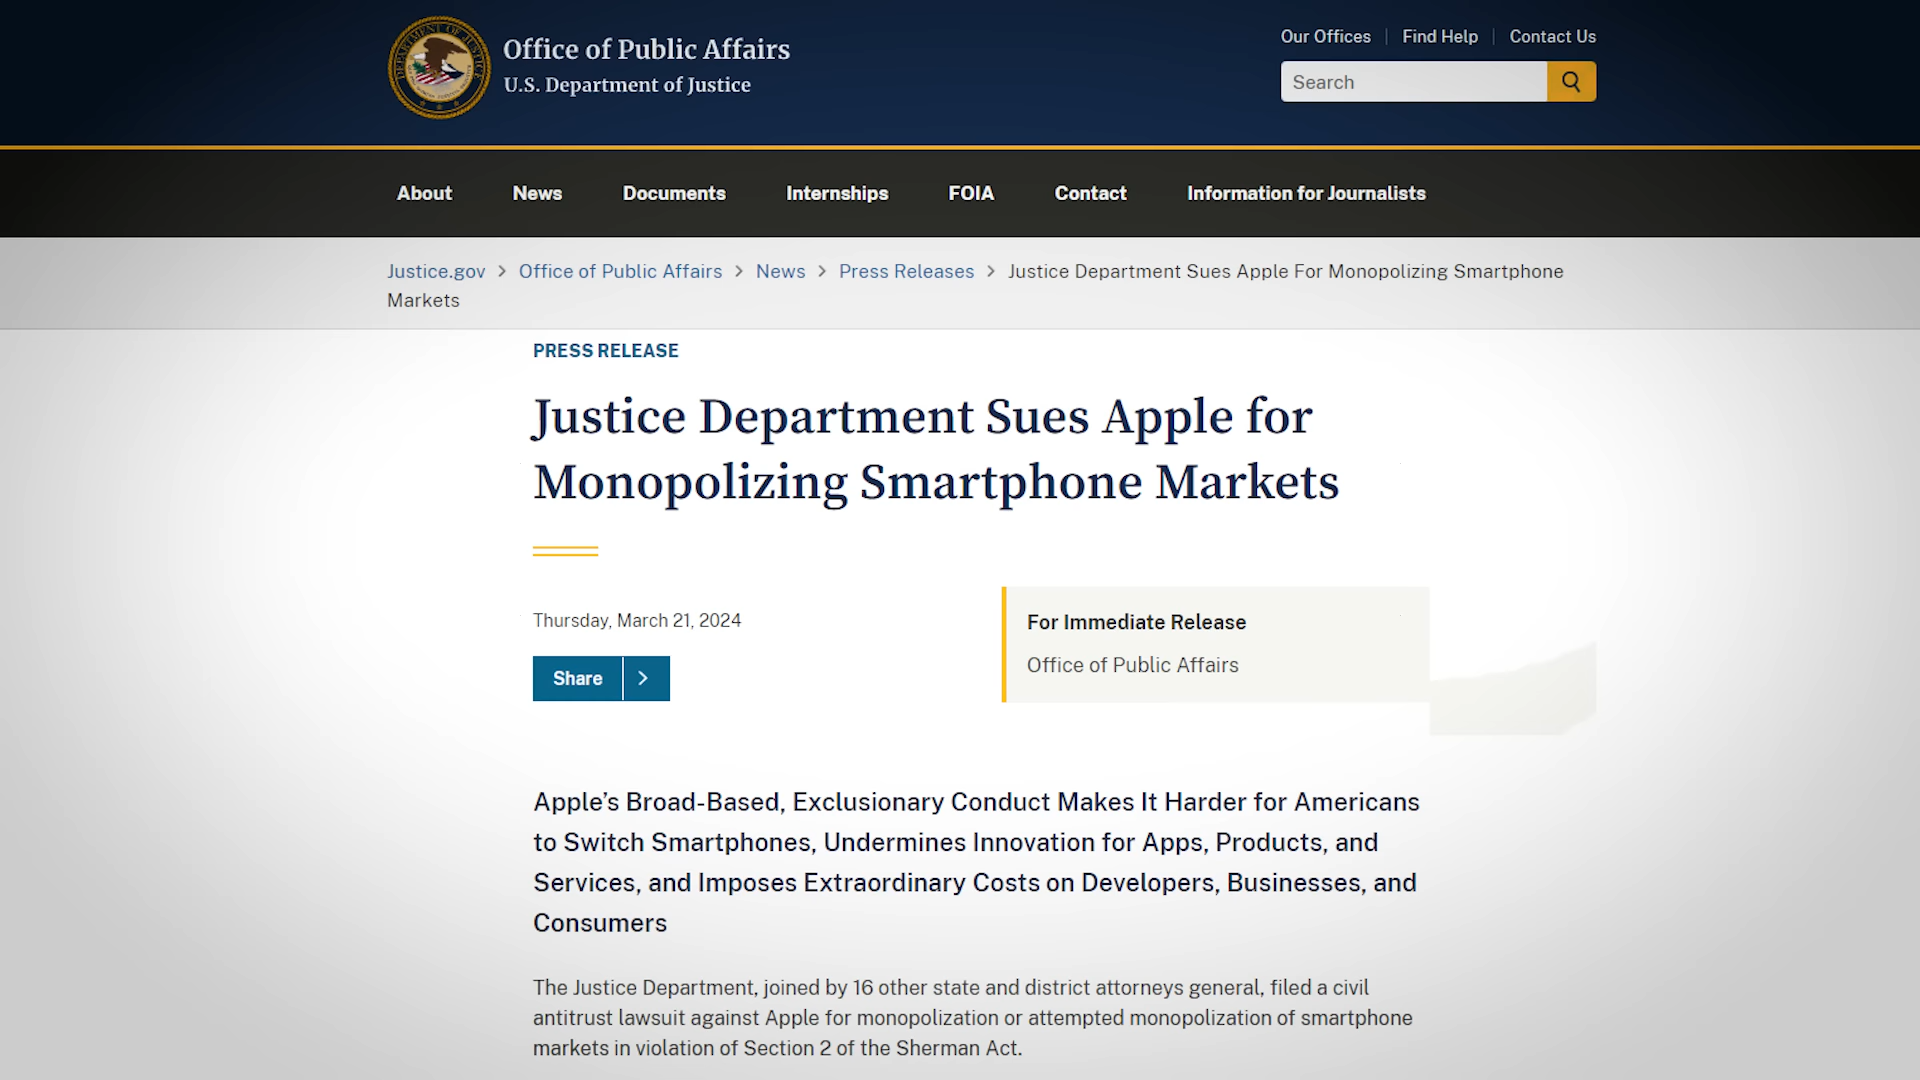 Office of Public Affairs
U.S. Department of Justice
Our Offices
Find Help
Contact Us
Search
About
News
Documents
Internships
FOIA
Contact
Information for Journalists
Justice.gov > Office of Public Affairs > News > Press Releases > Justice Department Sues Apple For Monopolizing Smartphone
Markets
PRESS RELEASE
Justice Department Sues Apple for
Monopolizing Smartphone Markets
Thursday, March 21, 2024
Share
For Immediate Release
Office of Public Affairs
Apple’s Broad-Based, Exclusionary Conduct Makes It Harder for Americans
to Switch Smartphones, Undermines Innovation for Apps, Products, and
Services, and Imposes Extraordinary Costs on Developers, Businesses, and
Consumers
The Justice Department, joined by 16 other state and district attorneys general, filed a civil
antitrust lawsuit against Apple for monopolization or attempted monopolization of smartphone
markets in violation of Section 2 of the Sherman Act.